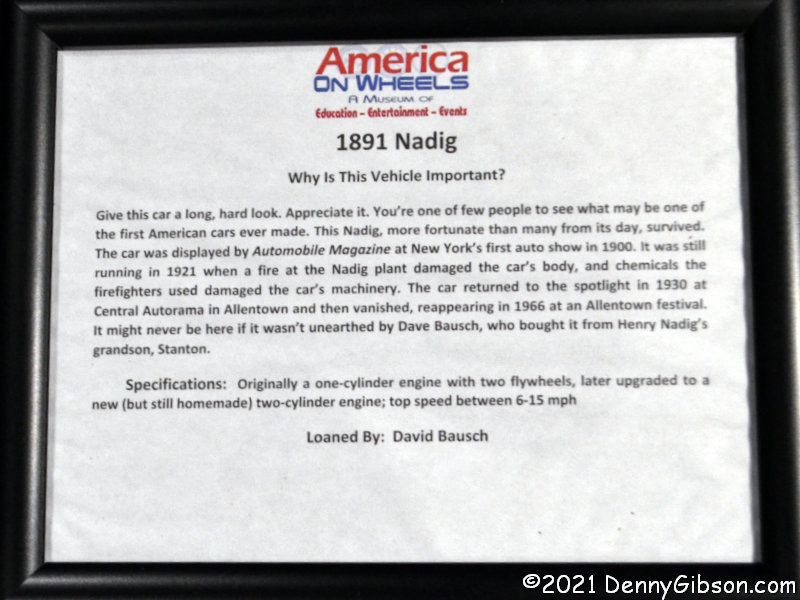 America
ON WHEELS
A MUSEUM OF
Education – Entertainment – Events
1891 Nadig
Why Is This Vehicle Important?
Give this car a long, hard look. Appreciate it. You're one of few people to see what may be one of
the first American cars ever made. This Nadig, more fortunate than many from its day, survived.
The car was displayed by Automobile Magazine at New York's first auto show in 1900. It was still
running in 1921 when a fire at the Nadig plant damaged the car's body, and chemicals the
firefighters used damaged the car's machinery. The car returned to the spotlight in 1930 at
Central Autorama in Allentown and then vanished, reappearing in 1966 at an Allentown festival.
It might never be here if it wasn't unearthed by Dave Bausch, who bought it from Henry Nadig's
grandson, Stanton.
Specifications: Originally a one-cylinder engine with two flywheels, later upgraded to a
new (but still homemade) two-cylinder engine; top speed between 6-15 mph
Loaned By: David Bausch
©2021 DennyGibson.com